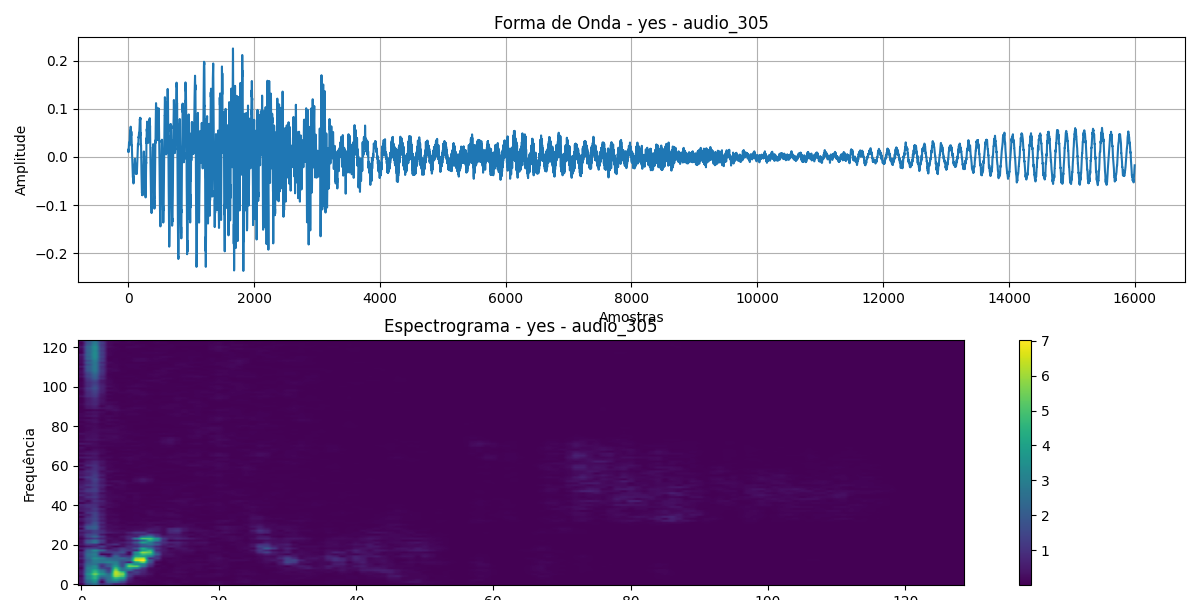 Forma de Onda - yes - audio_305
Amplitude
0.2
0.1
0.0
−0.1
−0.2
0 2000 4000 6000 8000 10000 12000 14000 16000
Amostras
Espectrograma - yes - audio_305
Frequência
120
100
80
60
40
20
0
0 20 40 60 80 100 120
7
6
5
4
3
2
1